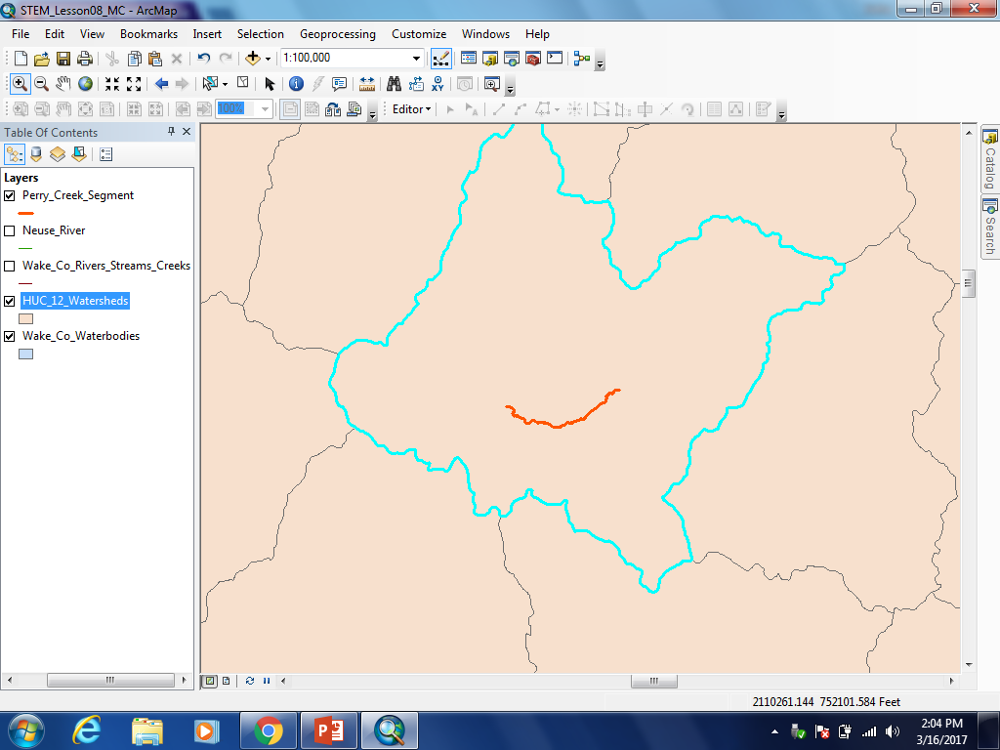 STEM_Lesson08_MC - ArcMap
File Edit View Bookmarks Insert Selection Geoprocessing Customize Windows Help
1:100,000
100%
Editor
Table Of Contents
Layers
Perry_Creek_Segment
Neuse_River
Wake_Co_Rivers_Streams_Creeks
HUC_12_Watersheds
Wake_Co_Waterbodies
Catalog
Search
2110261.144 752101.584 Feet
2:04 PM
3/16/2017